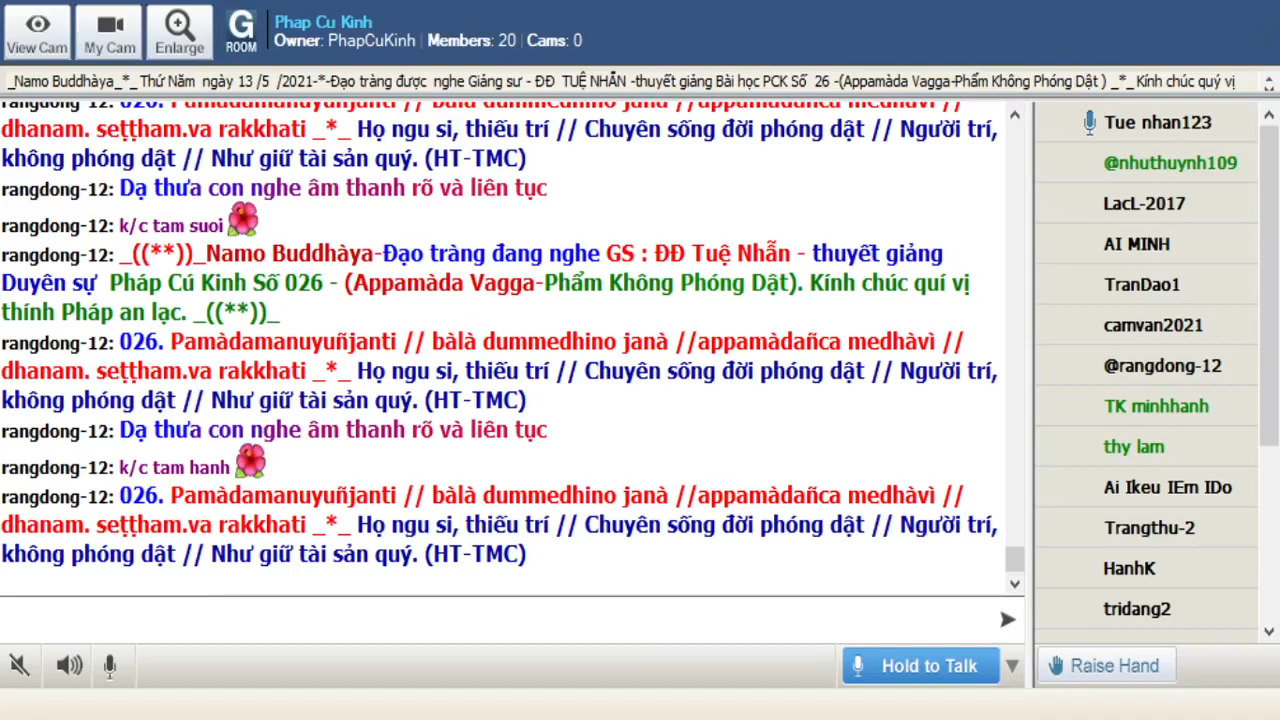 Phap Cu Kinh
View Cam
My Cam
Enlarge
G
ROOM
Owner: PhapCuKinh | Members: 20 | Cams: 0
_Namo Buddhàya_*_ Thứ Năm ngày 13 /5 /2021-*-Đạo tràng được nghe Giảng sư - ĐĐ TUỆ NHẪN -thuyết giảng Bài học PCK Số 26 -(Appamàda Vagga-Phẩm Không Phóng Dật ) _*_ Kính chúc quý vị
rangdong-12: 026. Pamàdamanuyuñjanti // bàlà dummedhino janà //appamàdañca medhàvì //
dhanam. seṭṭham.va rakkhati _*_ Họ ngu si, thiếu trí // Chuyên sống đời phóng dật // Người trí,
không phóng dật // Như giữ tài sản quý. (HT-TMC)
rangdong-12: Dạ thưa con nghe âm thanh rõ và liên tục
rangdong-12: k/c tam suoi
rangdong-12: _((**))_Namo Buddhàya-Đạo tràng đang nghe GS : ĐĐ Tuệ Nhẫn - thuyết giảng
Duyên sự Pháp Cú Kinh Số 026 - (Appamàda Vagga-Phẩm Không Phóng Dật). Kính chúc quí vị
thính Pháp an lạc. _((**))_
rangdong-12: 026. Pamàdamanuyuñjanti // bàlà dummedhino janà //appamàdañca medhàvì //
dhanam. seṭṭham.va rakkhati _*_ Họ ngu si, thiếu trí // Chuyên sống đời phóng dật // Người trí,
không phóng dật // Như giữ tài sản quý. (HT-TMC)
rangdong-12: Dạ thưa con nghe âm thanh rõ và liên tục
rangdong-12: k/c tam hanh
rangdong-12: 026. Pamàdamanuyuñjanti // bàlà dummedhino janà //appamàdañca medhàvì //
dhanam. seṭṭham.va rakkhati _*_ Họ ngu si, thiếu trí // Chuyên sống đời phóng dật // Người trí,
không phóng dật // Như giữ tài sản quý. (HT-TMC)
Tue nhan123
@nhuthuynh109
LacL-2017
AI MINH
TranDao1
camvan2021
@rangdong-12
TK minhhanh
thy lam
Ai Ikeu IEm IDo
Trangthu-2
HanhK
tridang2
Hold to Talk
Raise Hand